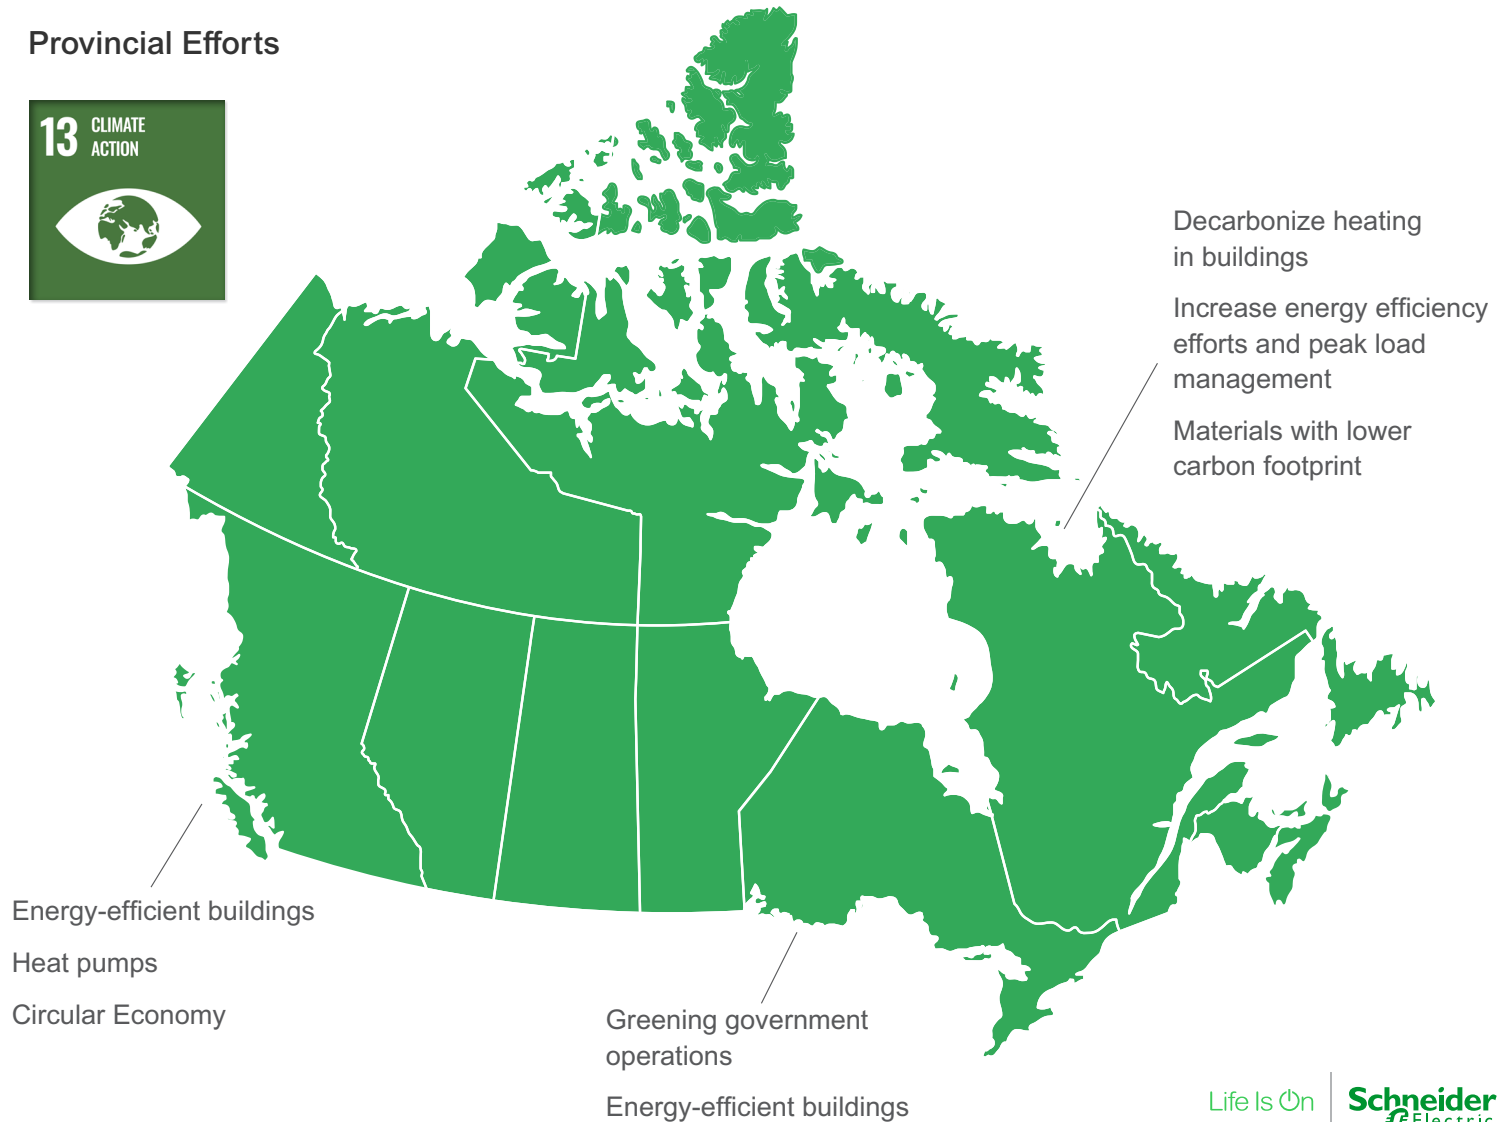 Provincial Efforts
13 CLIMATE
ACTION
Decarbonize heating
in buildings
Increase energy efficiency
efforts and peak load
management
Materials with lower
carbon footprint
Energy-efficient buildings
Heat pumps
Circular Economy
Greening government
operations
Energy-efficient buildings
Life Is On
Schneider
Electric